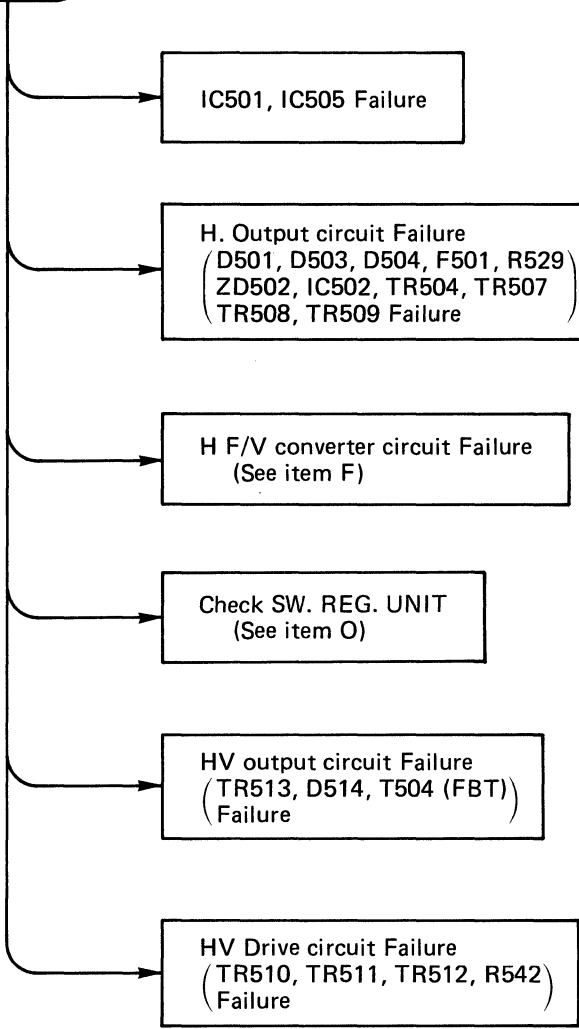 IC501, IC505 Failure
H. Output circuit Failure
(D501, D503, D504, F501, R529
ZD502, IC502, TR504, TR507
TR508, TR509 Failure)
H F/V converter circuit Failure
(See item F)
Check SW. REG. UNIT
(See item O)
HV output circuit Failure
(TR513, D514, T504 (FBT)
Failure)
HV Drive circuit Failure
(TR510, TR511, TR512, R542
Failure)